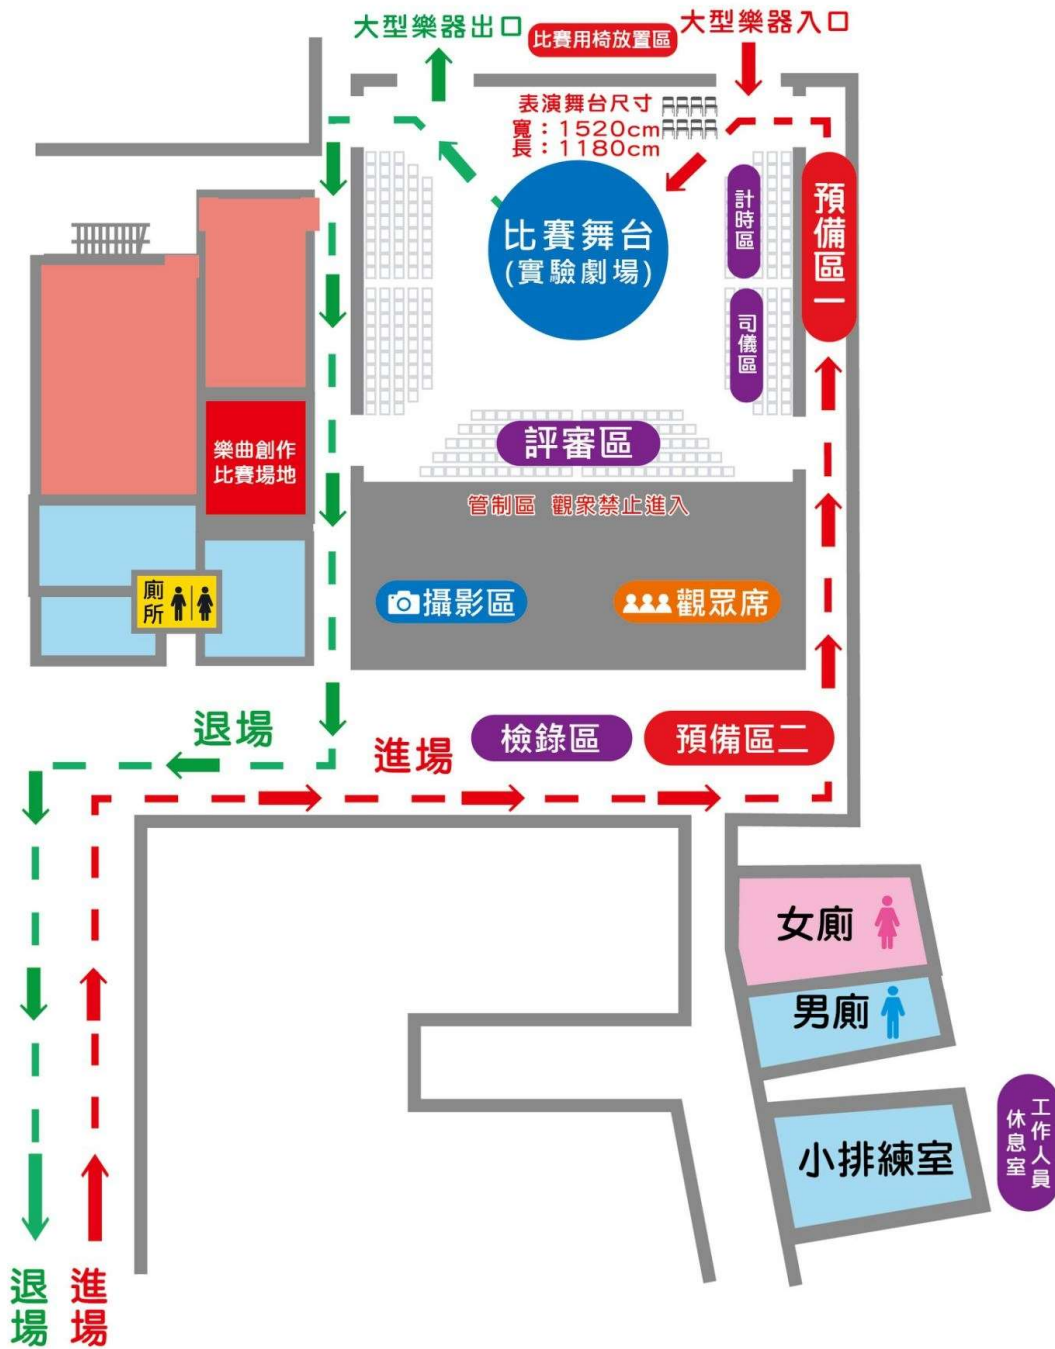 大型樂器出口
比賽用椅放置區
大型樂器入口
表演舞台尺寸
寬：1520cm
長：1180cm
比賽舞台
(實驗劇場)
計時區
預備區一
司儀區
評審區
樂曲創作
比賽場地
管制區 觀衆禁止進入
廁所
攝影區
觀眾席
退場
進場
檢錄區
預備區二
女廁
男廁
小排練室
工作人員
休息室
退場
進場